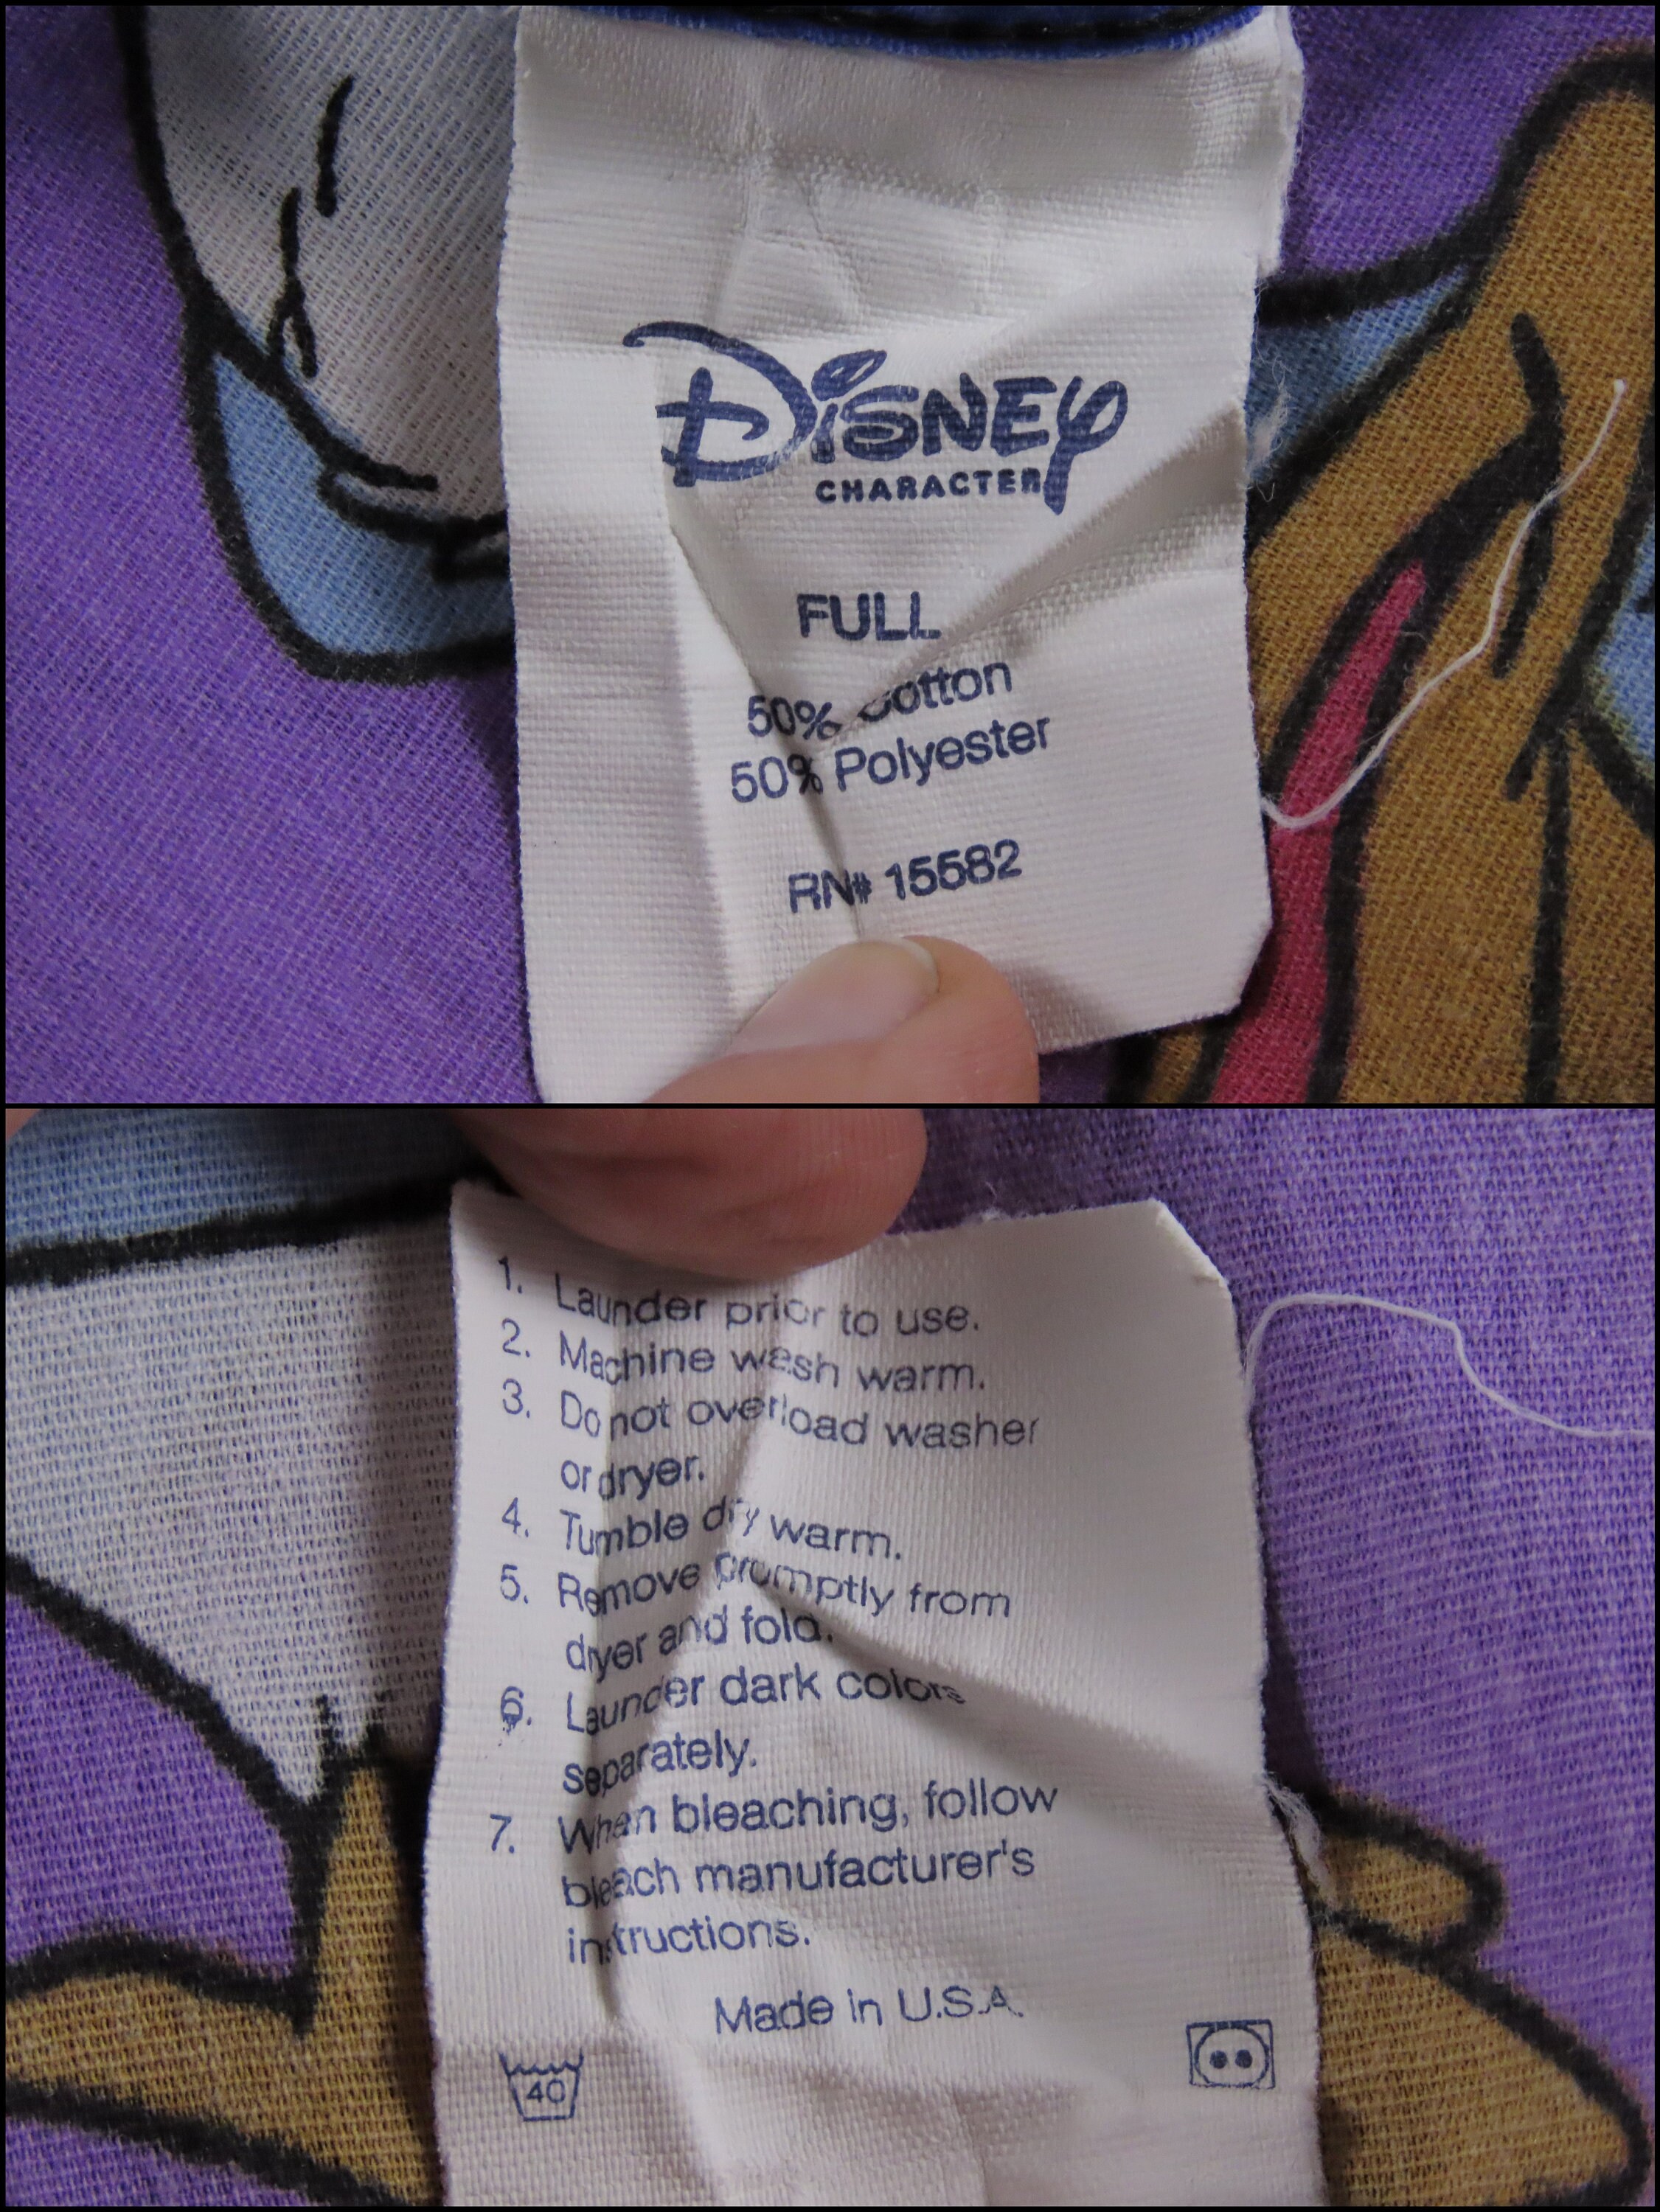 Disney
CHARACTER
FULL
50% Cotton
50% Polyester
RN# 15582
1. Launder prior to use.
2. Machine wash warm.
3. Do not overload washer
or dryer.
4. Tumble dry warm.
5. Remove promptly from
dryer and fold.
6. Launder dark colors
separately.
7. When bleaching, follow
bleach manufacturer's
instructions.
Made in U.S.A.
40